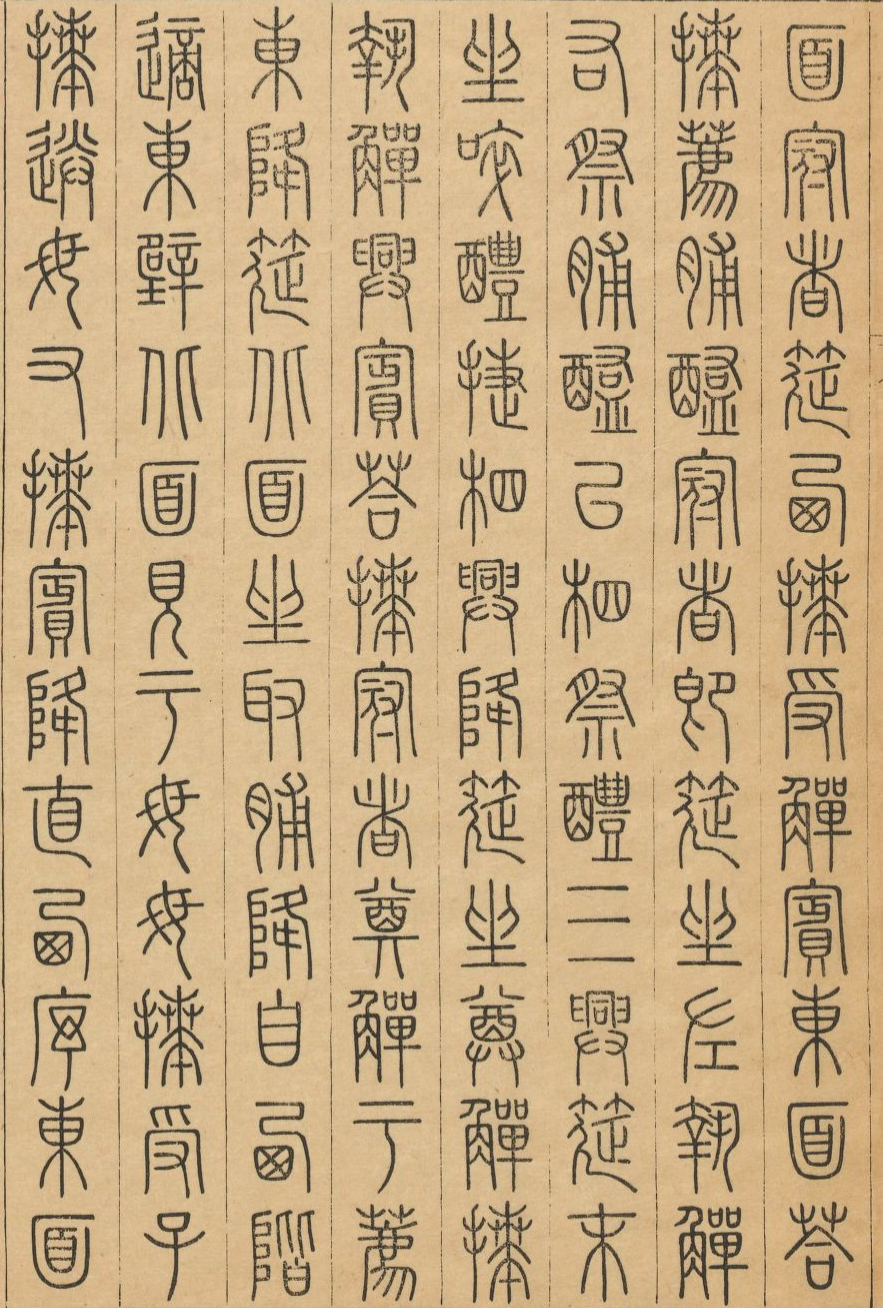 面冠者筵西拜受觶賓東面荅
拜薦脯醢冠者即筵坐左執觶
右祭脯醢以柶祭醴三興筵末
坐啐醴捷柶興降筵坐奠觶拜
執觶興賓荅拜冠者奠觶于薦
東降筵北面坐取脯降自西階
適東壁北面見于母母拜受子
拜送母又拜賓降直西序東面